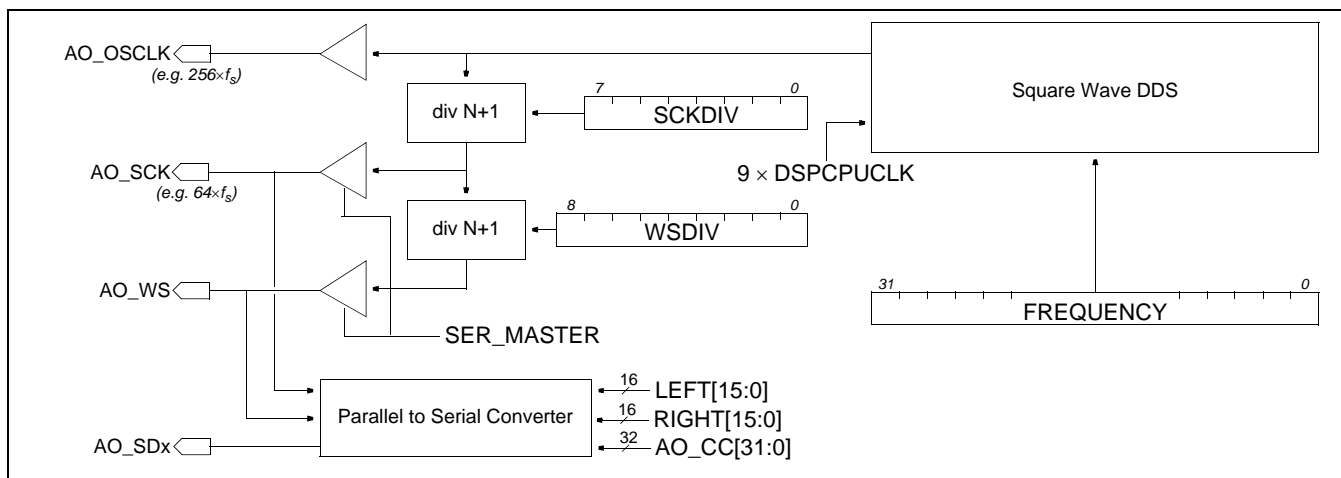 AO_OSCLK
(e.g. 256×fs)
7 0
Square Wave DDS
div N+1
SCKDIV
AO_SCK
(e.g. 64×fs)
9 × DSPCPUCLK
8 0
div N+1
WSDIV
AO_WS
31 0
FREQUENCY
SER_MASTER
16 LEFT[15:0]
Parallel to Serial Converter
16 RIGHT[15:0]
AO_SDx
32 AO_CC[31:0]